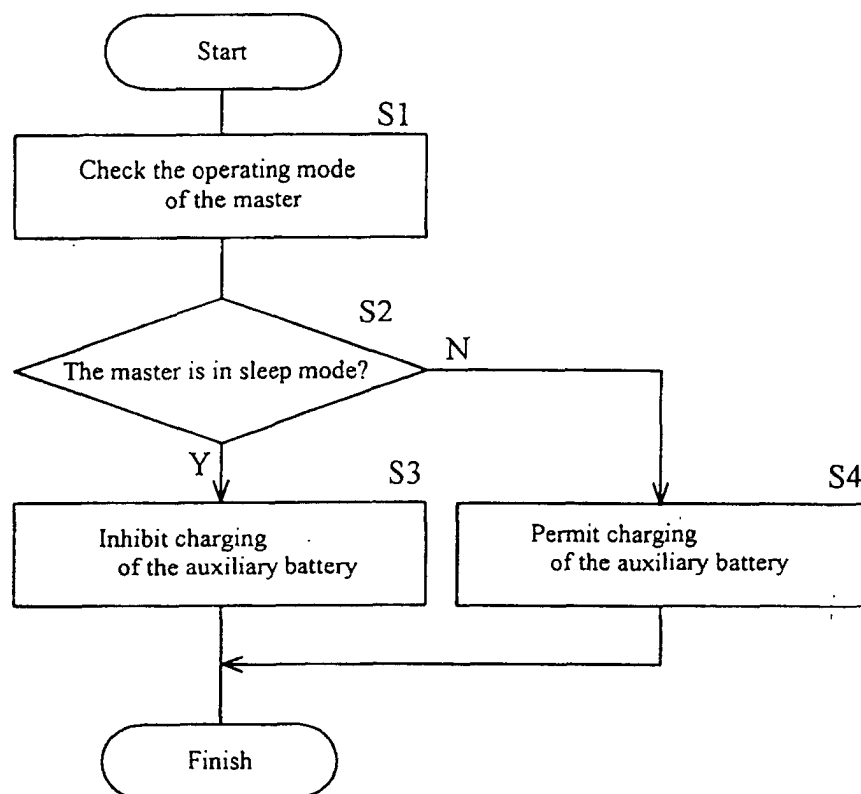 Start
S1
Check the operating mode
of the master
S2
The master is in sleep mode?
N
Y
S3
Inhibit charging
of the auxiliary battery
S4
Permit charging
of the auxiliary battery
Finish